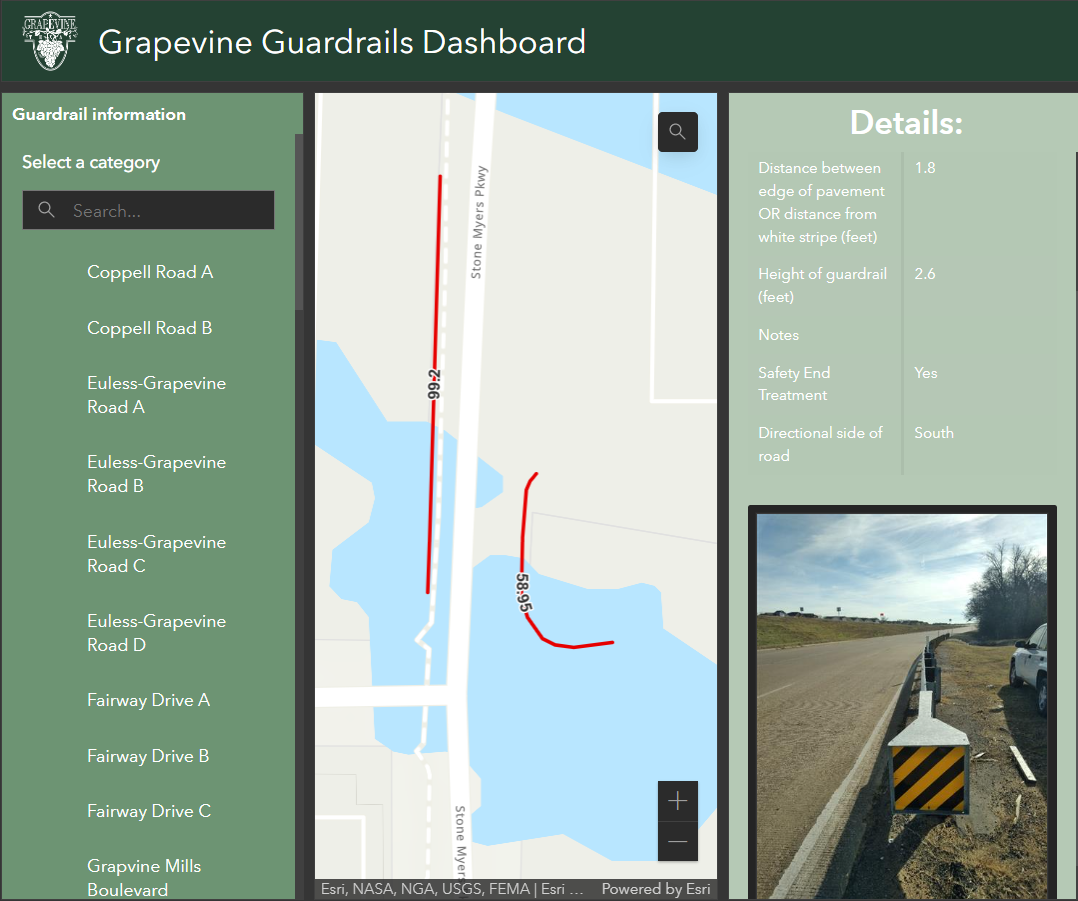 GRAPEVINE
Grapevine Guardrails Dashboard
Guardrail information
Select a category
Search...
Coppell Road A
Coppell Road B
Euless-Grapevine
Road A
Euless-Grapevine
Road B
Euless-Grapevine
Road C
Euless-Grapevine
Road D
Fairway Drive A
Fairway Drive B
Fairway Drive C
Grapvine Mills
Boulevard
Stone Myers Pkwy
99.2
58.95
Stone Myers
Esri, NASA, NGA, USGS, FEMA | Esri ...
Powered by Esri
Details:
Distance between
edge of pavement
OR distance from
white stripe (feet)
1.8
Height of guardrail
(feet)
2.6
Notes
Safety End
Treatment
Yes
Directional side of
road
South